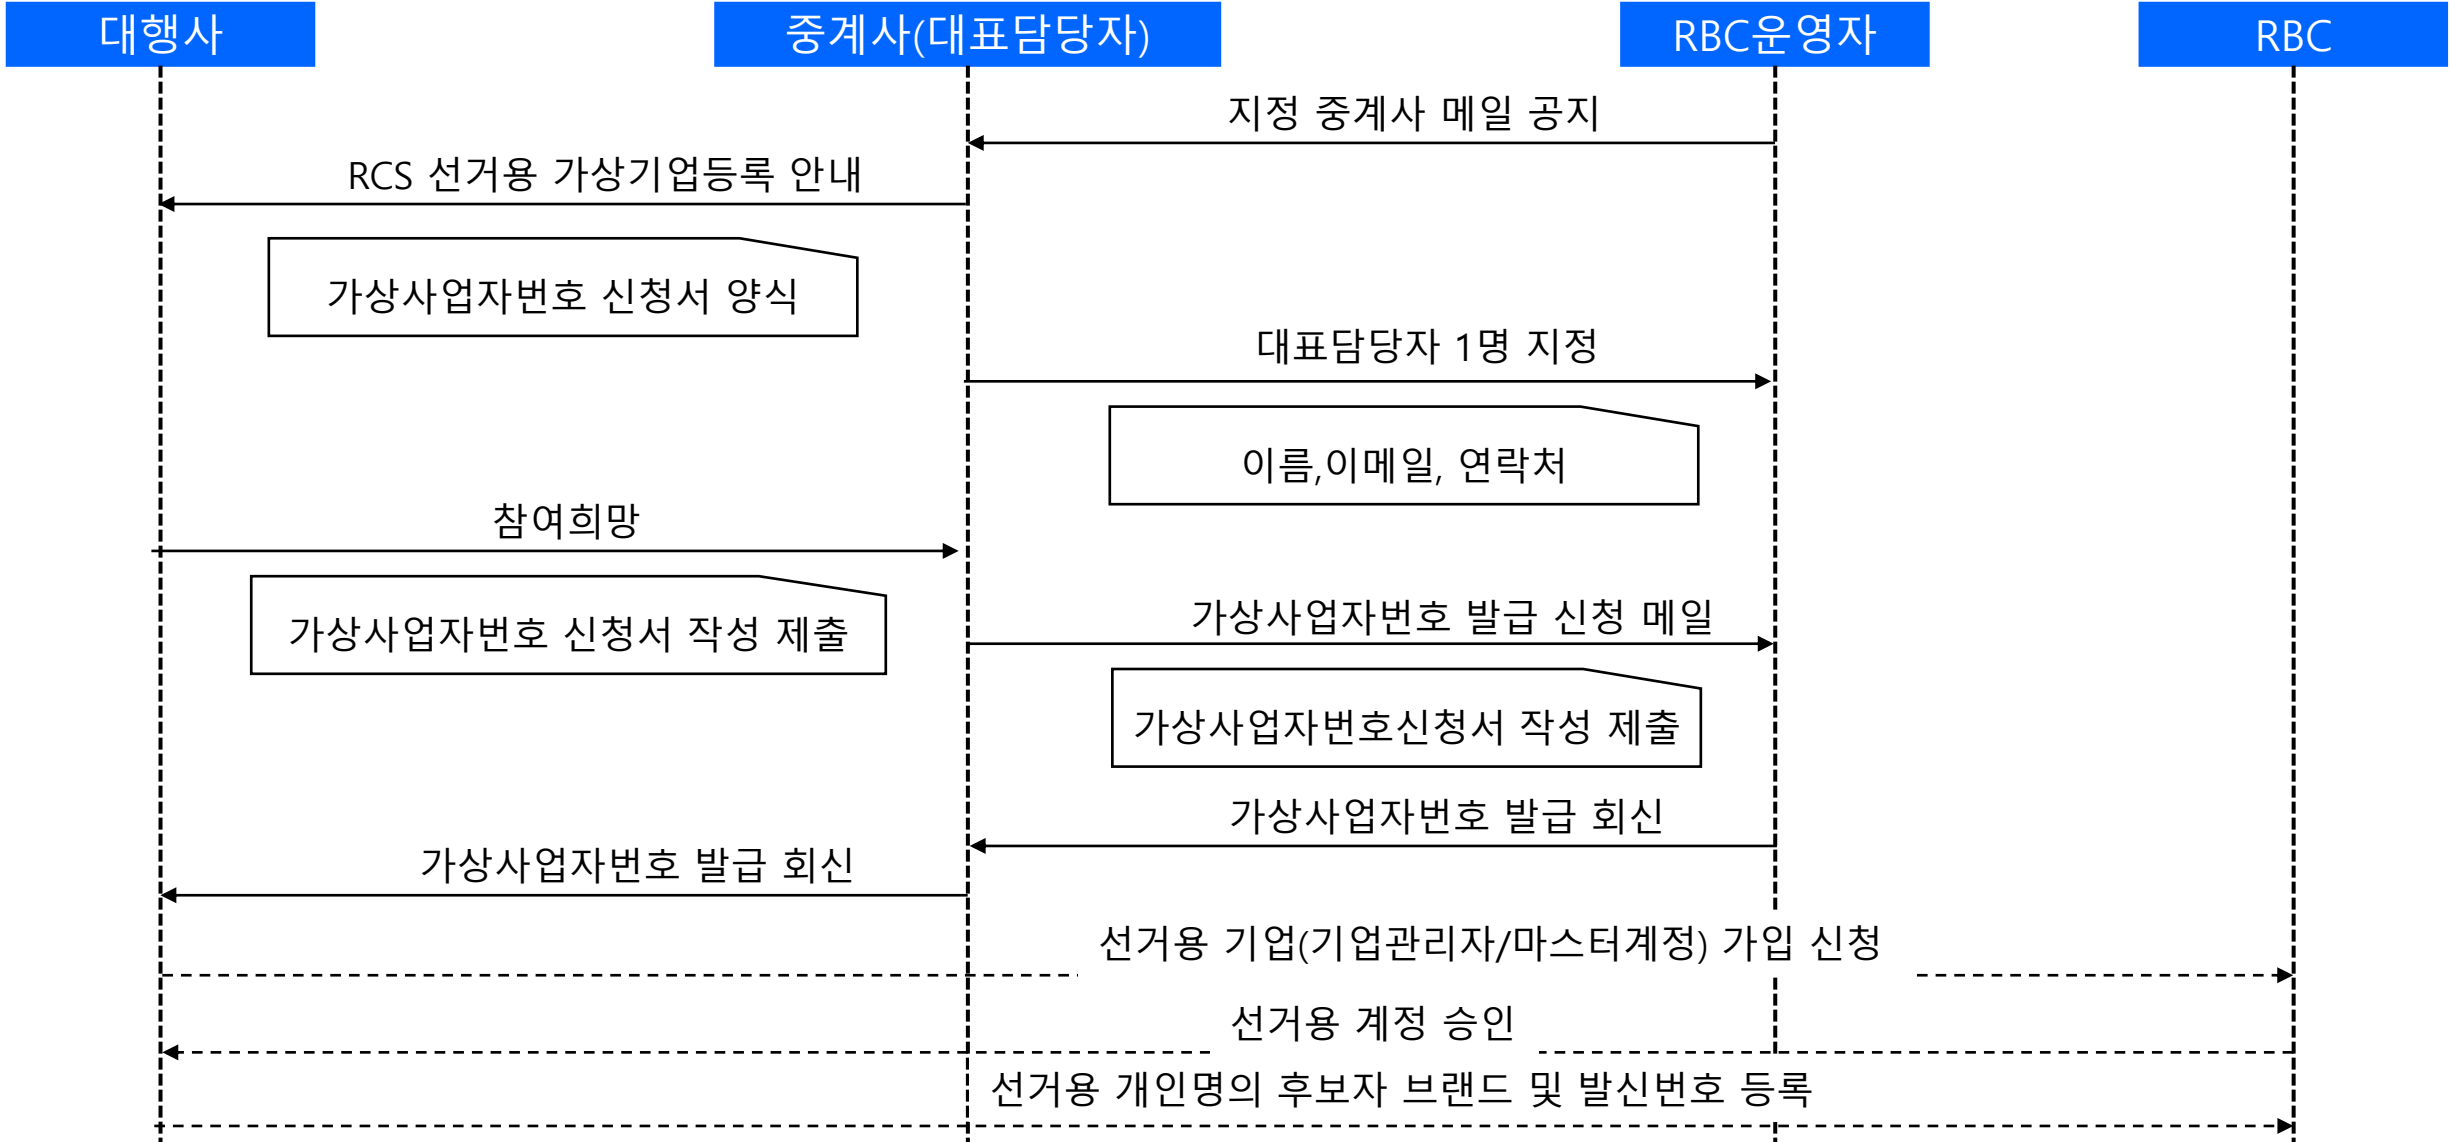 대행사
중계사(대표담당자)
RBC운영자
RBC
지정 중계사 메일 공지
RCS 선거용 가상기업등록 안내
가상사업자번호 신청서 양식
대표담당자 1명 지정
이름,이메일, 연락처
참여희망
가상사업자번호 신청서 작성 제출
가상사업자번호 발급 신청 메일
가상사업자번호신청서 작성 제출
가상사업자번호 발급 회신
가상사업자번호 발급 회신
선거용 기업(기업관리자/마스터계정) 가입 신청
선거용 계정 승인
선거용 개인명의 후보자 브랜드 및 발신번호 등록